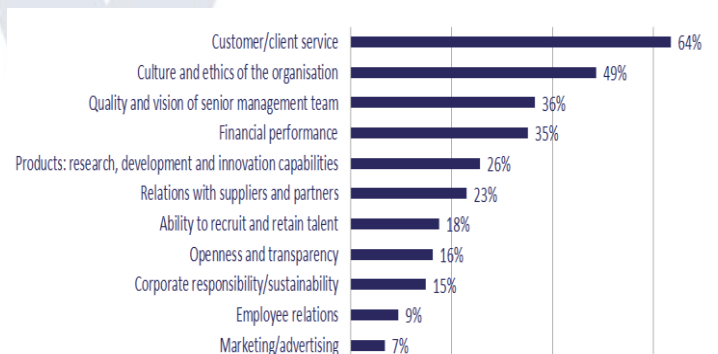 Customer/client service 64%
Culture and ethics of the organisation 49%
Quality and vision of senior management team 36%
Financial performance 35%
Products: research, development and innovation capabilities 26%
Relations with suppliers and partners 23%
Ability to recruit and retain talent 18%
Openness and transparency 16%
Corporate responsibility/sustainability 15%
Employee relations 9%
Marketing/advertising 7%